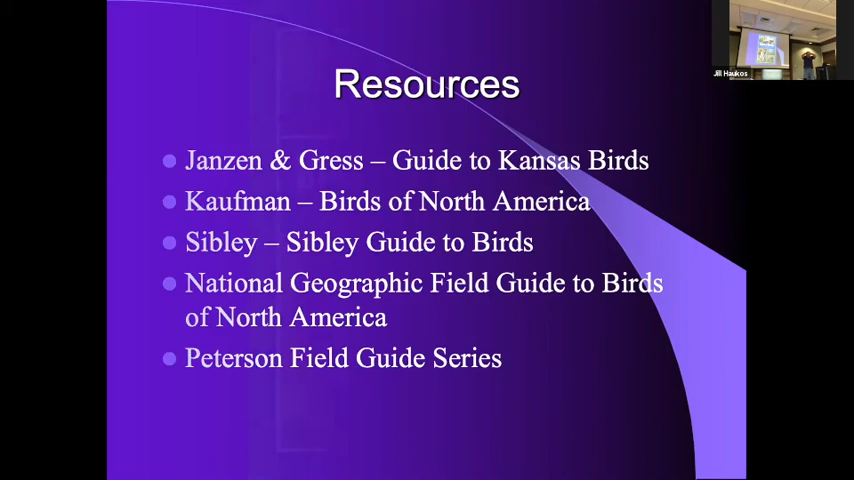 Resources
Jill Haukos
Janzen & Gress – Guide to Kansas Birds
Kaufman – Birds of North America
Sibley – Sibley Guide to Birds
National Geographic Field Guide to Birds
of North America
Peterson Field Guide Series